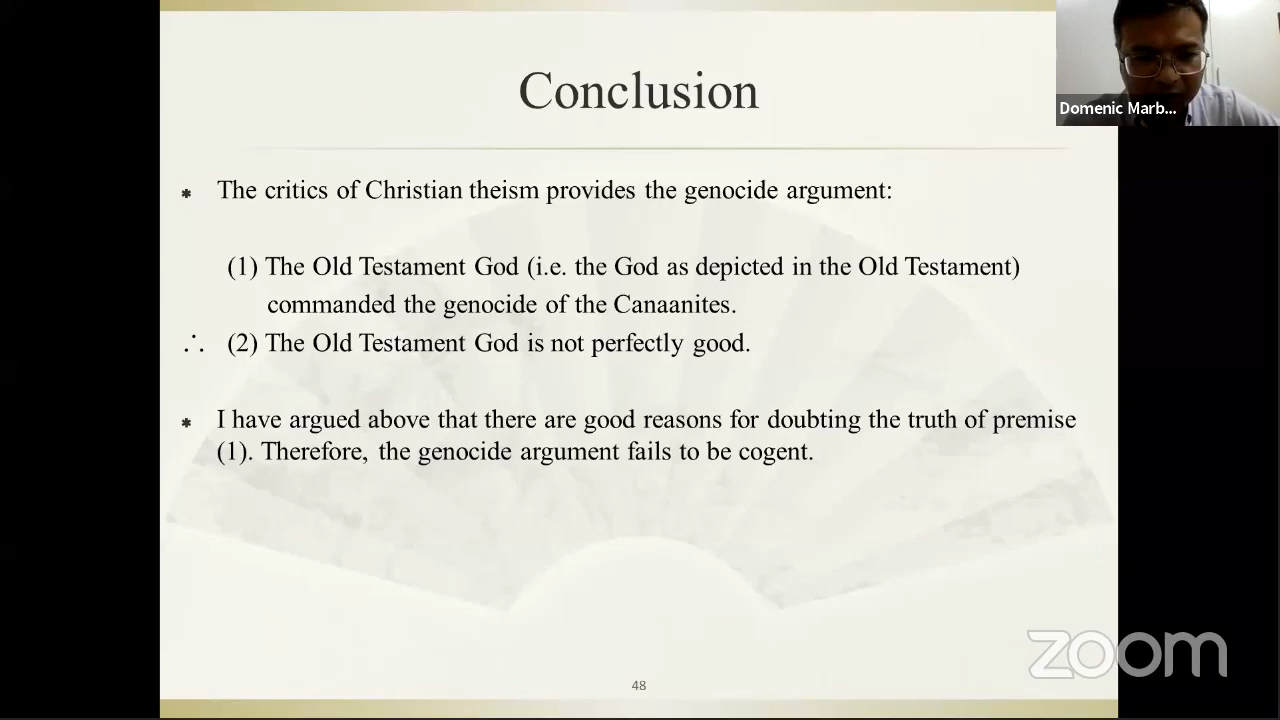 Conclusion
Domenic Marb...
* The critics of Christian theism provides the genocide argument:
(1) The Old Testament God (i.e. the God as depicted in the Old Testament)
commanded the genocide of the Canaanites.
∴ (2) The Old Testament God is not perfectly good.
* I have argued above that there are good reasons for doubting the truth of premise
(1). Therefore, the genocide argument fails to be cogent.
zoom
48